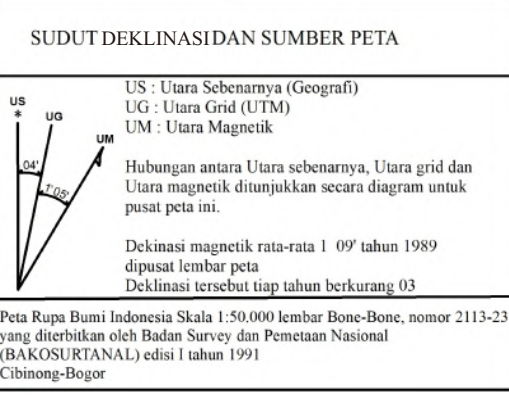 SUDUT DEKLINASI DAN SUMBER PETA
US
*
UG
UM
04'
1°05'
US : Utara Sebenarnya (Geografi)
UG : Utara Grid (UTM)
UM : Utara Magnetik
Hubungan antara Utara sebenarnya, Utara grid dan
Utara magnetik ditunjukkan secara diagram untuk
pusat peta ini.
Dekinasi magnetik rata-rata 1 09' tahun 1989
dipusat lembar peta
Deklinasi tersebut tiap tahun berkurang 03
Peta Rupa Bumi Indonesia Skala 1:50.000 lembar Bone-Bone, nomor 2113-23
yang diterbitkan oleh Badan Survey dan Pemetaan Nasional
(BAKOSURTANAL) edisi I tahun 1991
Cibinong-Bogor